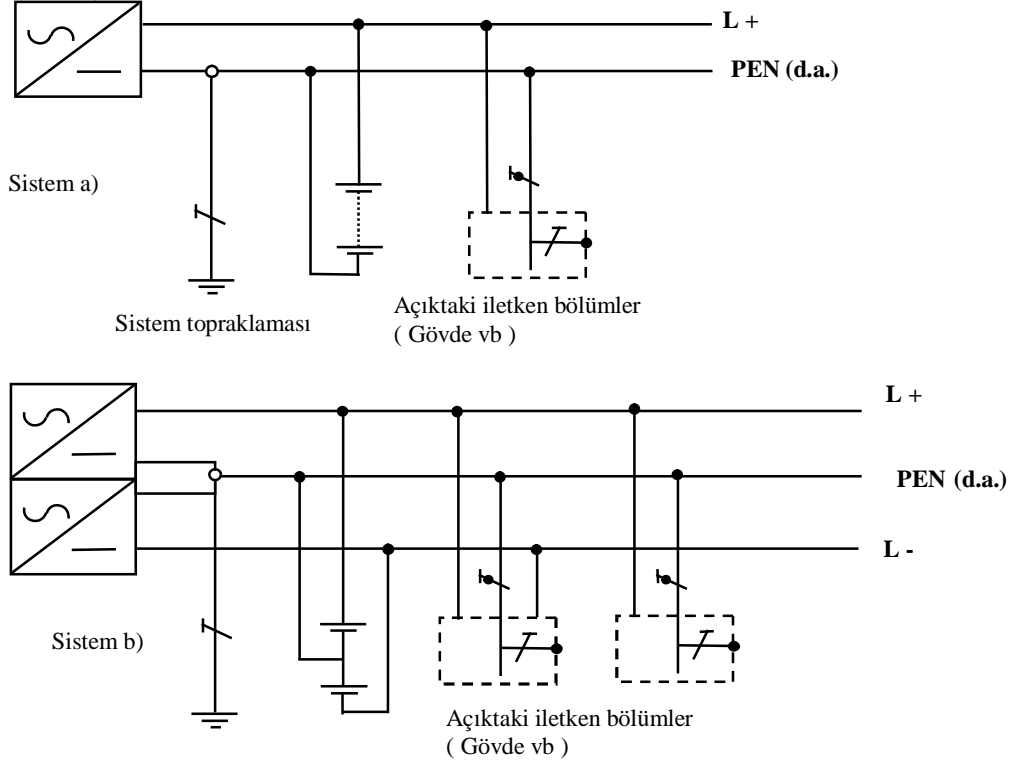 L +
PEN (d.a.)
Sistem a)
Sistem topraklaması
Açıktaki iletken bölümler
( Gövde vb )
L +
PEN (d.a.)
L -
Sistem b)
Açıktaki iletken bölümler
( Gövde vb )